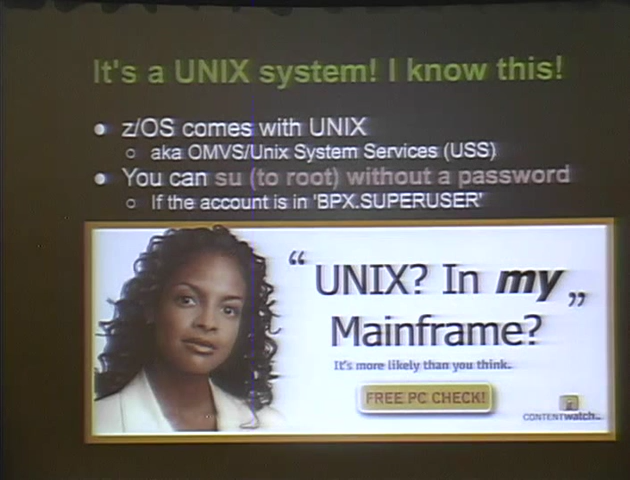 It's a UNIX system! I know this!
• z/OS comes with UNIX
o aka OMVS/Unix System Services (USS)
• You can su (to root) without a password
o If the account is in 'BPX.SUPERUSER'
“UNIX? In my
Mainframe?”
It's more likely than you think.
FREE PC CHECK!
CONTENTwatch